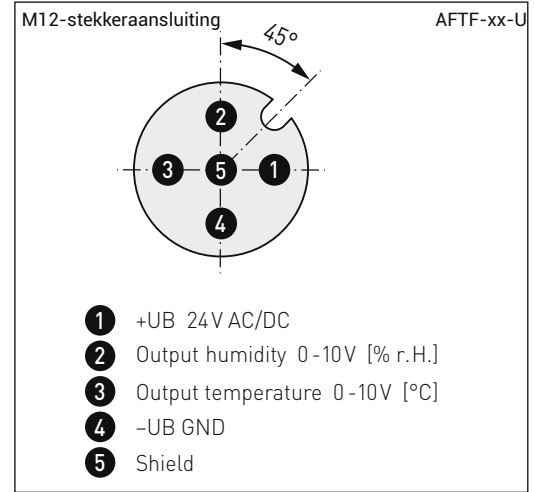 M12-stekkeraansluiting AFTF-xx-U
45°
2
3 5 1
4
1 +UB 24V AC/DC
2 Output humidity 0-10V [% r.H.]
3 Output temperature 0-10V [°C]
4 –UB GND
5 Shield